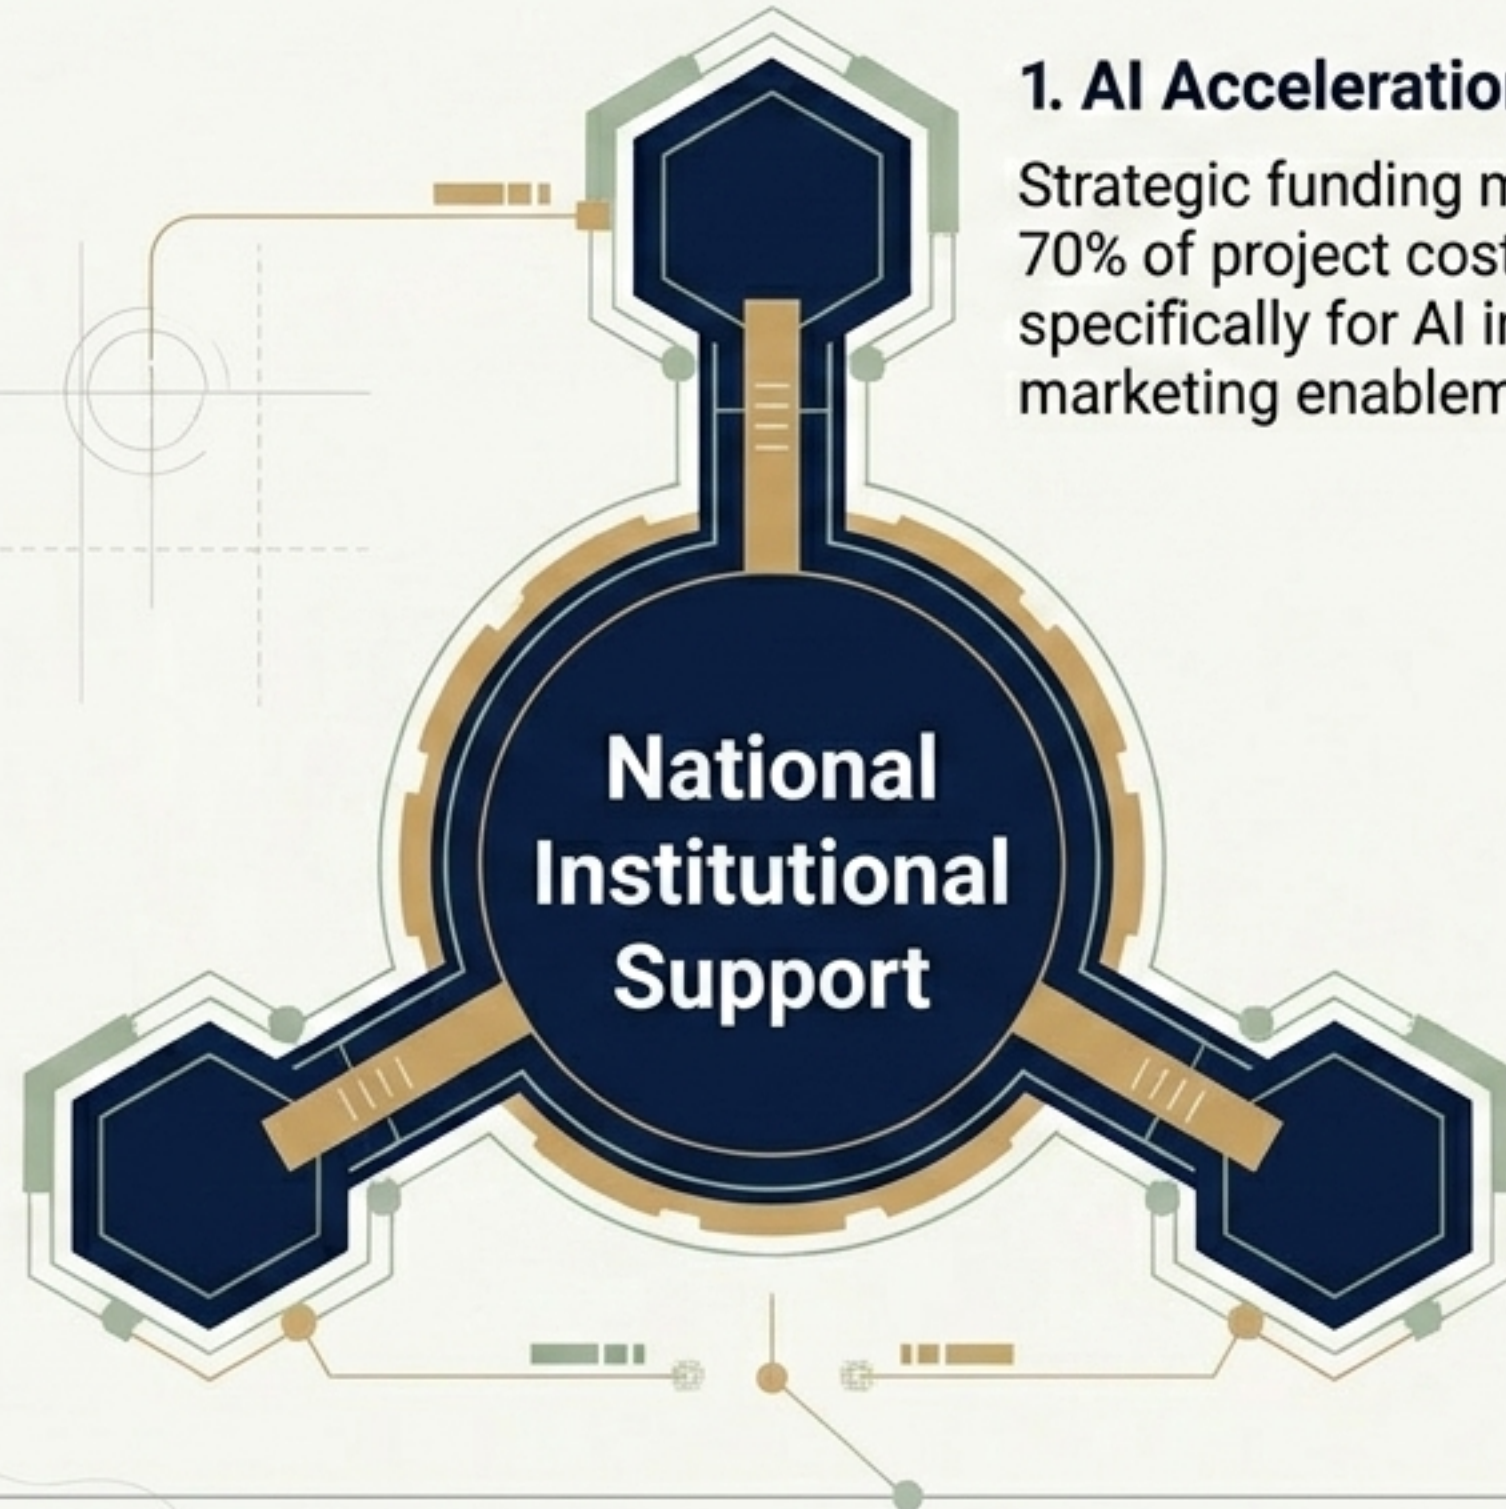 1. AI Acceleratio
Strategic funding
70% of project cost
specifically for AI
marketing enablem
National
Institutional
Support